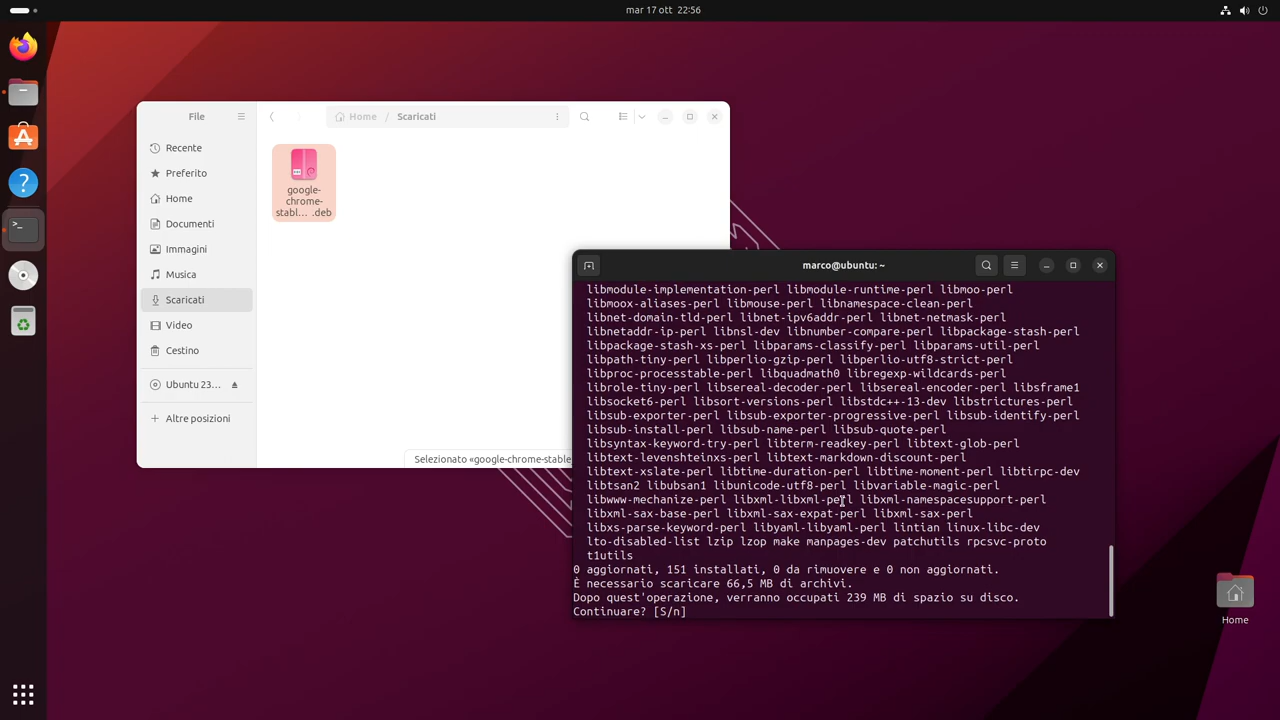 mar 17 ott 22:56
File
Home / Scaricati
Recente
Preferito
Home
Documenti
Immagini
Musica
Scaricati
Video
Cestino
Ubuntu 23…
Altre posizioni
google-
chrome-
stabl… .deb
Selezionato «google-chrome-stable
marco@ubuntu: ~
libmodule-implementation-perl libmodule-runtime-perl libmoo-perl
libmoox-aliases-perl libmouse-perl libnamespace-clean-perl
libnet-domain-tld-perl libnet-ipv6addr-perl libnet-netmask-perl
libnetaddr-ip-perl libnsl-dev libnumber-compare-perl libpackage-stash-perl
libpackage-stash-xs-perl libparams-classify-perl libparams-util-perl
libpath-tiny-perl libperlio-gzip-perl libperlio-utf8-strict-perl
libproc-processtable-perl libquadmath0 libregexp-wildcards-perl
librole-tiny-perl libsereal-decoder-perl libsereal-encoder-perl libsframe1
libsocket6-perl libsort-versions-perl libstdc++-13-dev libstrictures-perl
libsub-exporter-perl libsub-exporter-progressive-perl libsub-identify-perl
libsub-install-perl libsub-name-perl libsub-quote-perl
libsyntax-keyword-try-perl libterm-readkey-perl libtext-glob-perl
libtext-levenshteinxs-perl libtext-markdown-discount-perl
libtext-xslate-perl libtime-duration-perl libtime-moment-perl libtirpc-dev
libtsan2 libubsan1 libunicode-utf8-perl libvariable-magic-perl
libwww-mechanize-perl libxml-libxml-perl libxml-namespacesupport-perl
libxml-sax-base-perl libxml-sax-expat-perl libxml-sax-perl
libxs-parse-keyword-perl libyaml-libyaml-perl lintian linux-libc-dev
lto-disabled-list lzip lzop make manpages-dev patchutils rpcsvc-proto
t1utils
0 aggiornati, 151 installati, 0 da rimuovere e 0 non aggiornati.
È necessario scaricare 66,5 MB di archivi.
Dopo quest'operazione, verranno occupati 239 MB di spazio su disco.
Continuare? [S/n]
Home